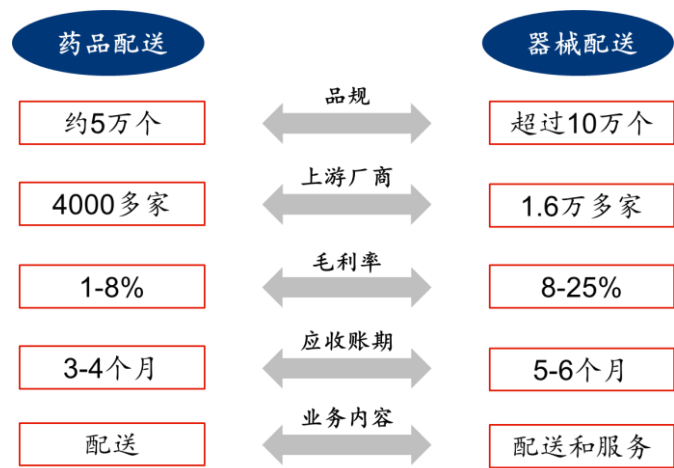 药品配送
器械配送
品规
约5万个
超过10万个
上游厂商
4000多家
1.6万多家
毛利率
1-8%
8-25%
应收账期
3-4个月
5-6个月
业务内容
配送
配送和服务